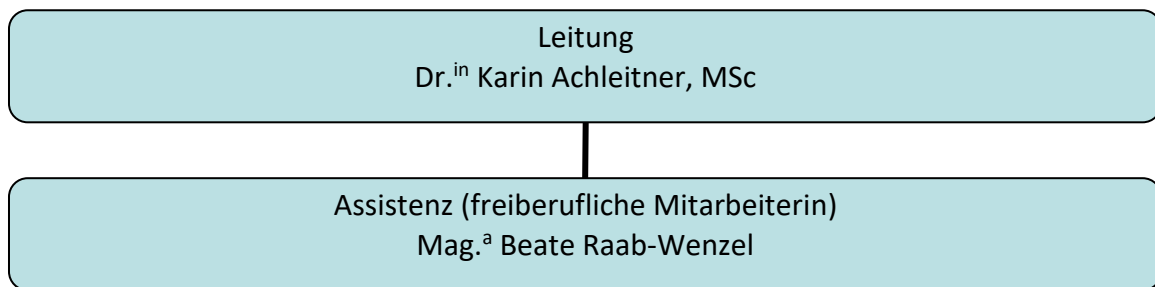 Leitung
Dr.in Karin Achleitner, MSc
Assistenz (freiberufliche Mitarbeiterin)
Mag.a Beate Raab-Wenzel